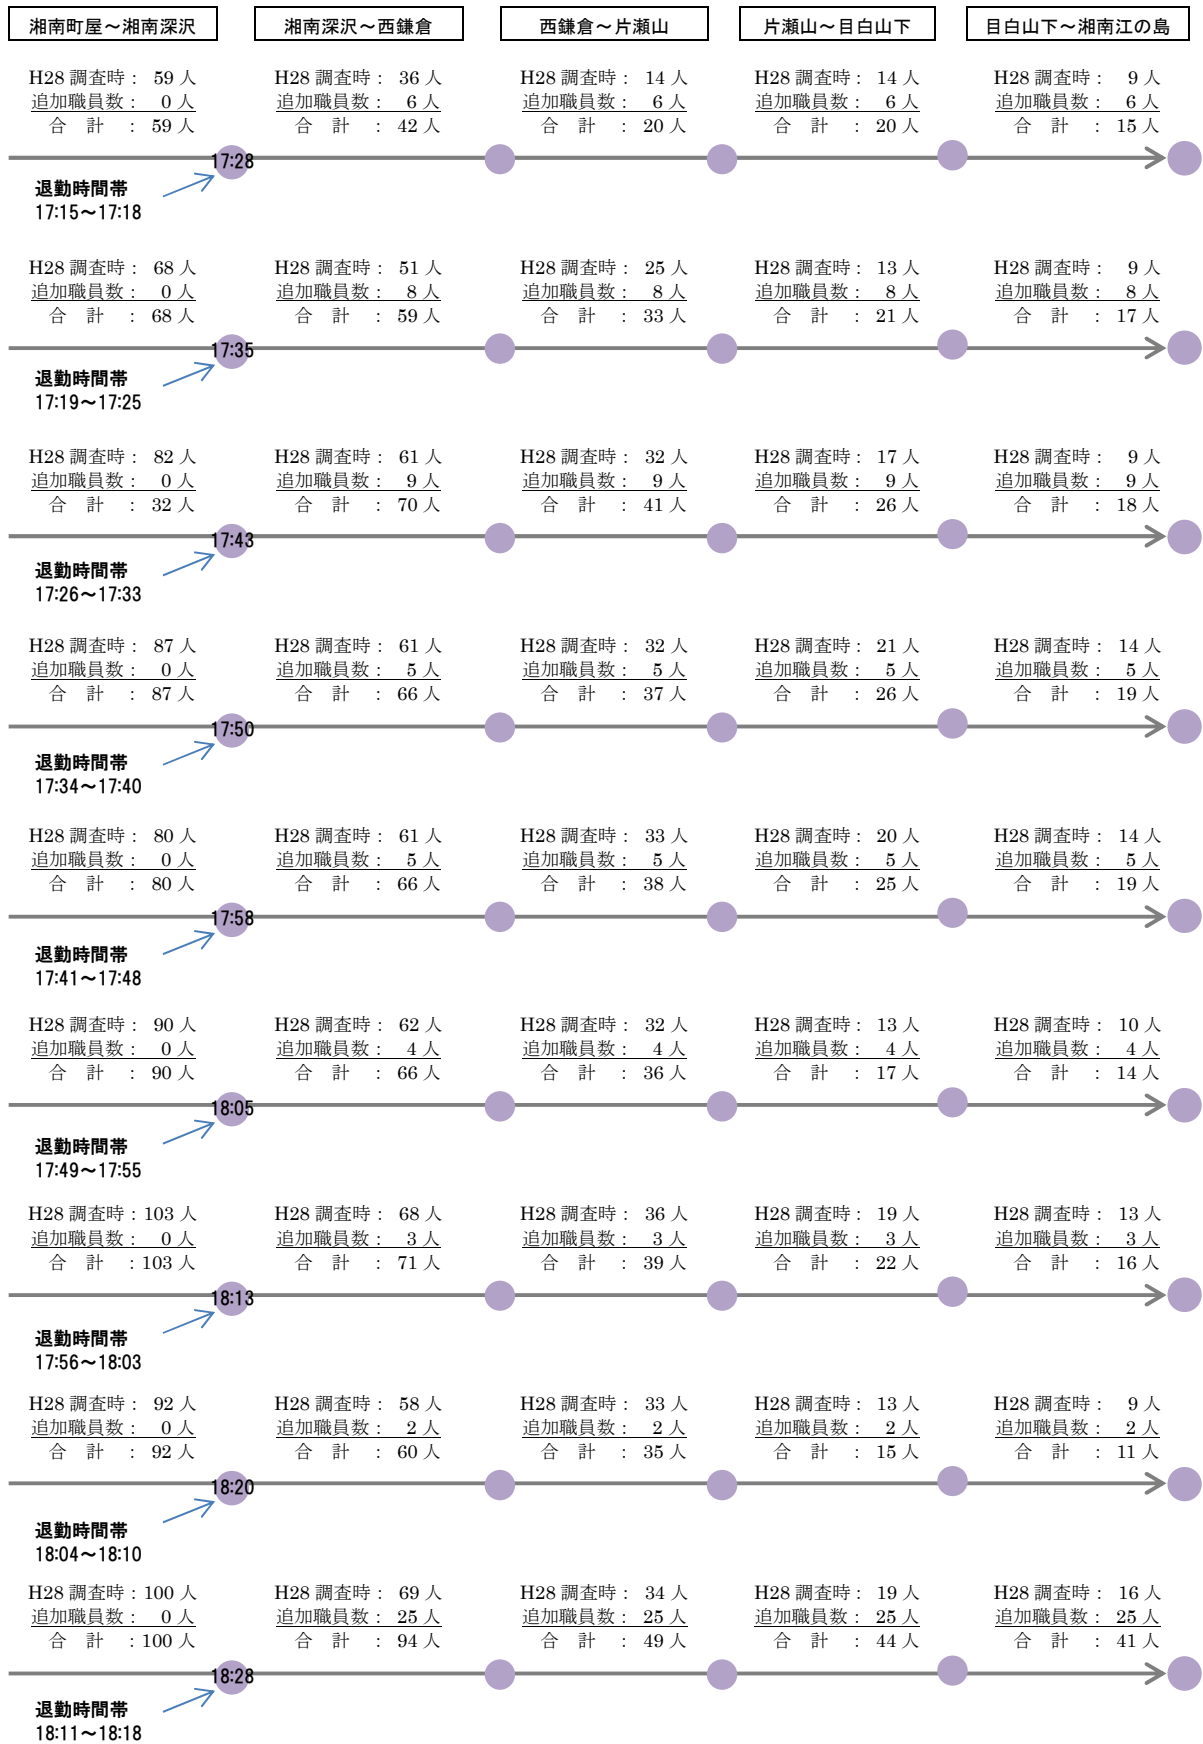 湘南町屋～湘南深沢 湘南深沢～西鎌倉 西鎌倉～片瀬山 片瀬山～目白山下 目白山下～湘南江の島
H28 調査時： 59 人 H28 調査時： 36 人 H28 調査時： 14 人 H28 調査時： 14 人 H28 調査時： 9 人
追加職員数： 0 人 追加職員数： 6 人 追加職員数： 6 人 追加職員数： 6 人 追加職員数： 6 人
合 計 ： 59 人 合 計 ： 42 人 合 計 ： 20 人 合 計 ： 20 人 合 計 ： 15 人
17:28
退勤時間帯
17:15～17:18
H28 調査時： 68 人 H28 調査時： 51 人 H28 調査時： 25 人 H28 調査時： 13 人 H28 調査時： 9 人
追加職員数： 0 人 追加職員数： 8 人 追加職員数： 8 人 追加職員数： 8 人 追加職員数： 8 人
合 計 ： 68 人 合 計 ： 59 人 合 計 ： 33 人 合 計 ： 21 人 合 計 ： 17 人
17:35
退勤時間帯
17:19～17:25
H28 調査時： 82 人 H28 調査時： 61 人 H28 調査時： 32 人 H28 調査時： 17 人 H28 調査時： 9 人
追加職員数： 0 人 追加職員数： 9 人 追加職員数： 9 人 追加職員数： 9 人 追加職員数： 9 人
合 計 ： 32 人 合 計 ： 70 人 合 計 ： 41 人 合 計 ： 26 人 合 計 ： 18 人
17:43
退勤時間帯
17:26～17:33
H28 調査時： 87 人 H28 調査時： 61 人 H28 調査時： 32 人 H28 調査時： 21 人 H28 調査時： 14 人
追加職員数： 0 人 追加職員数： 5 人 追加職員数： 5 人 追加職員数： 5 人 追加職員数： 5 人
合 計 ： 87 人 合 計 ： 66 人 合 計 ： 37 人 合 計 ： 26 人 合 計 ： 19 人
17:50
退勤時間帯
17:34～17:40
H28 調査時： 80 人 H28 調査時： 61 人 H28 調査時： 33 人 H28 調査時： 20 人 H28 調査時： 14 人
追加職員数： 0 人 追加職員数： 5 人 追加職員数： 5 人 追加職員数： 5 人 追加職員数： 5 人
合 計 ： 80 人 合 計 ： 66 人 合 計 ： 38 人 合 計 ： 25 人 合 計 ： 19 人
17:58
退勤時間帯
17:41～17:48
H28 調査時： 90 人 H28 調査時： 62 人 H28 調査時： 32 人 H28 調査時： 13 人 H28 調査時： 10 人
追加職員数： 0 人 追加職員数： 4 人 追加職員数： 4 人 追加職員数： 4 人 追加職員数： 4 人
合 計 ： 90 人 合 計 ： 66 人 合 計 ： 36 人 合 計 ： 17 人 合 計 ： 14 人
18:05
退勤時間帯
17:49～17:55
H28 調査時：103 人 H28 調査時： 68 人 H28 調査時： 36 人 H28 調査時： 19 人 H28 調査時： 13 人
追加職員数： 0 人 追加職員数： 3 人 追加職員数： 3 人 追加職員数： 3 人 追加職員数： 3 人
合 計 ：103 人 合 計 ： 71 人 合 計 ： 39 人 合 計 ： 22 人 合 計 ： 16 人
18:13
退勤時間帯
17:56～18:03
H28 調査時： 92 人 H28 調査時： 58 人 H28 調査時： 33 人 H28 調査時： 13 人 H28 調査時： 9 人
追加職員数： 0 人 追加職員数： 2 人 追加職員数： 2 人 追加職員数： 2 人 追加職員数： 2 人
合 計 ： 92 人 合 計 ： 60 人 合 計 ： 35 人 合 計 ： 15 人 合 計 ： 11 人
18:20
退勤時間帯
18:04～18:10
H28 調査時：100 人 H28 調査時： 69 人 H28 調査時： 34 人 H28 調査時： 19 人 H28 調査時： 16 人
追加職員数： 0 人 追加職員数： 25 人 追加職員数： 25 人 追加職員数： 25 人 追加職員数： 25 人
合 計 ：100 人 合 計 ： 94 人 合 計 ： 49 人 合 計 ： 44 人 合 計 ： 41 人
18:28
退勤時間帯
18:11～18:18